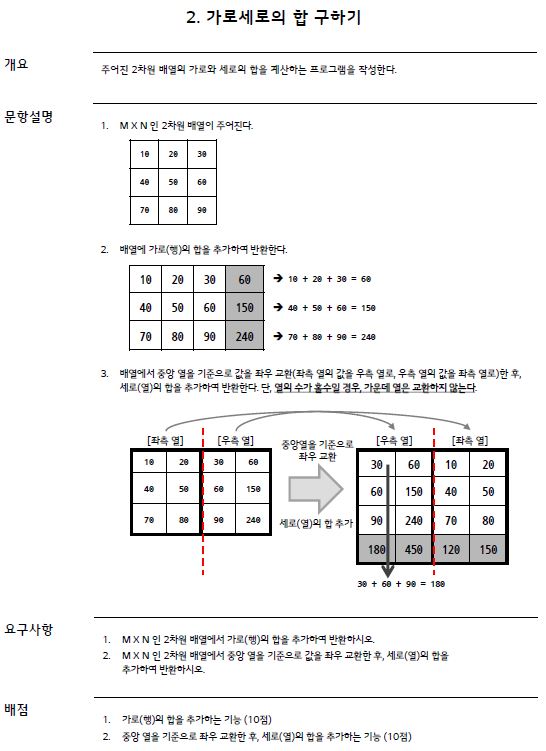 2. 가로세로의 합 구하기
개요
주어진 2차원 배열의 가로와 세로의 합을 계산하는 프로그램을 작성한다.
문항설명
1. M X N 인 2차원 배열이 주어진다.
10 20 30
40 50 60
70 80 90
2. 배열에 가로(행)의 합을 추가하여 반환한다.
10 20 30 60 → 10 + 20 + 30 = 60
40 50 60 150 → 40 + 50 + 60 = 150
70 80 90 240 → 70 + 80 + 90 = 240
3. 배열에서 중앙 열을 기준으로 값을 좌우 교환(좌측 열의 값을 우측 열로, 우측 열의 값을 좌측 열로)한 후,
세로(열)의 합을 추가하여 반환한다. 단, 열의 수가 홀수일 경우, 가운데 열은 교환하지 않는다.
[좌측 열] [우측 열]
10 20 30 60
40 50 60 150
70 80 90 240
중앙열을 기준으로
좌우 교환
세로(열)의 합 추가
[우측 열] [좌측 열]
30 60 10 20
60 150 40 50
90 240 70 80
180 450 120 150
30 + 60 + 90 = 180
요구사항
1. M X N 인 2차원 배열에서 가로(행)의 합을 추가하여 반환하시오.
2. M X N 인 2차원 배열에서 중앙 열을 기준으로 값을 좌우 교환한 후, 세로(열)의 합을
추가하여 반환하시오.
배점
1. 가로(행)의 합을 추가하는 기능 (10점)
2. 중앙 열을 기준으로 좌우 교환한 후, 세로(열)의 합을 추가하는 기능 (10점)